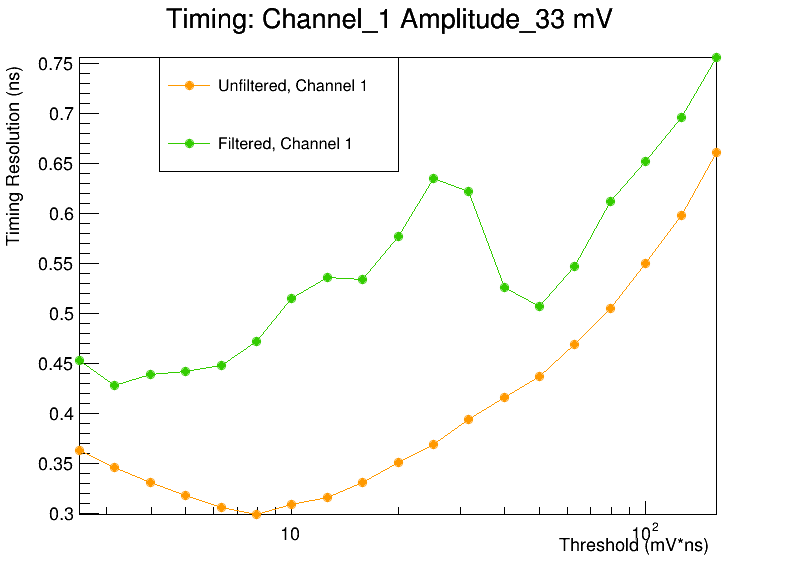 Timing: Channel_1 Amplitude_33 mV
Timing Resolution (ns)
0.75
0.7
0.65
0.6
0.55
0.5
0.45
0.4
0.35
0.3
Unfiltered, Channel 1
Filtered, Channel 1
10
10²
Threshold (mV*ns)